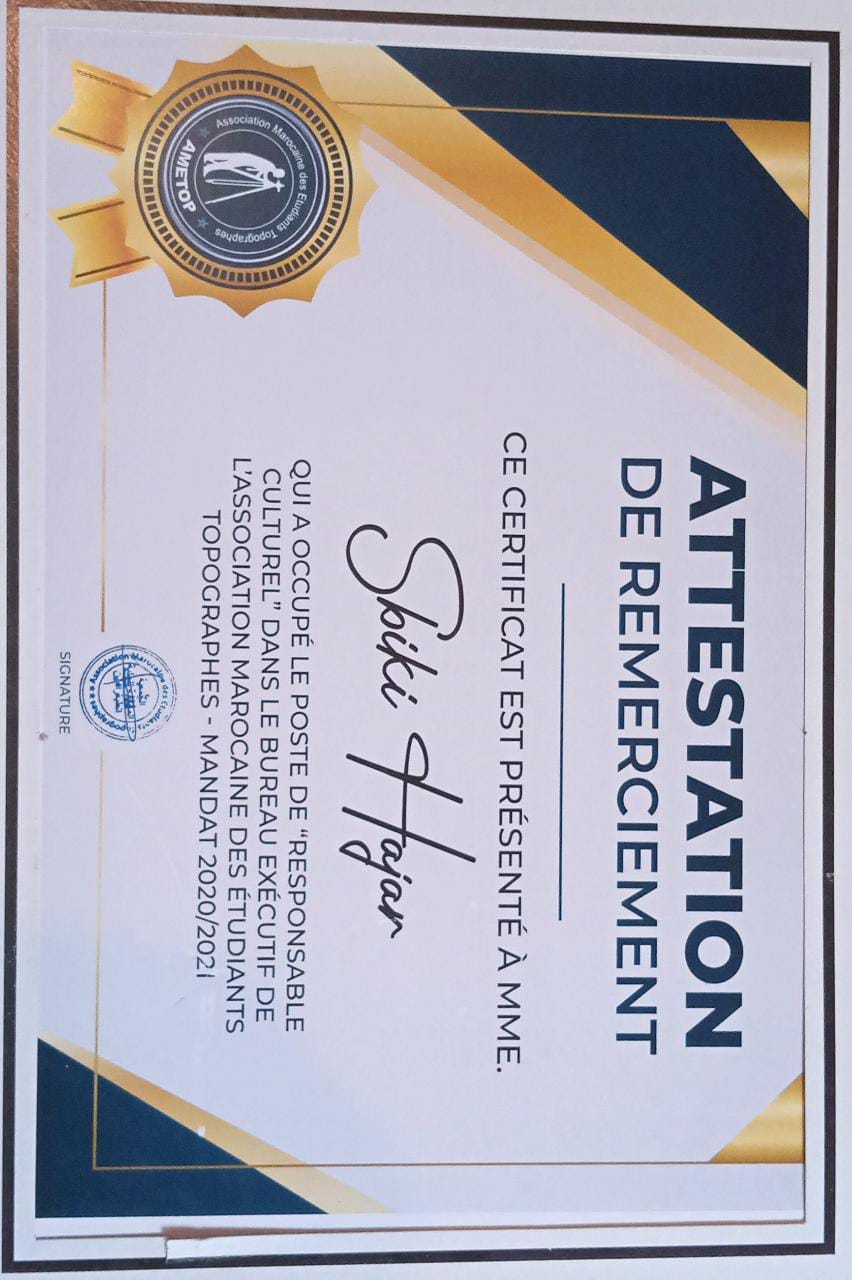 ATTESTATION
DE REMERCIEMENT
CE CERTIFICAT EST PRÉSENTÉ À MME.
Sbiki Hajar
QUI A OCCUPÉ LE POSTE DE “RESPONSABLE
CULTUREL” DANS LE BUREAU EXÉCUTIF DE
L'ASSOCIATION MAROCAINE DES ÉTUDIANTS
TOPOGRAPHES - MANDAT 2020/2021
Association Marocaine des Etudiants Topographes
AMETOP
Association Marocaine des Etudiants
Topographes
SIGNATURE